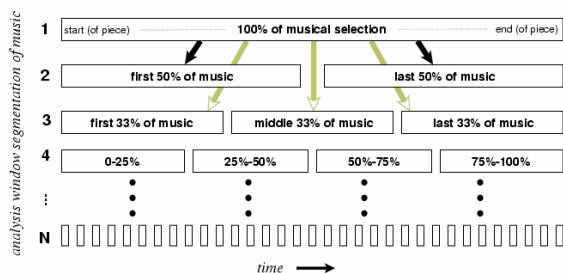 analysis window segmentation of music
1 start (of piece) 100% of musical selection end (of piece)
2 first 50% of music last 50% of music
3 first 33% of music middle 33% of music last 33% of music
4 0-25% 25%-50% 50%-75% 75%-100%
...
N
time